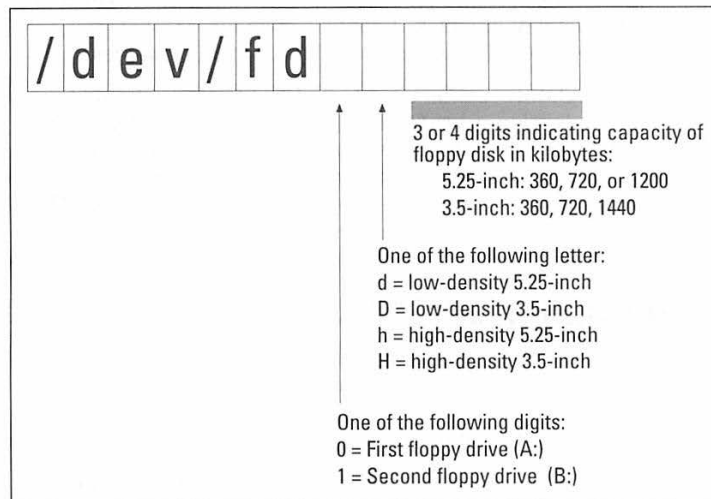 /dev/fd
3 or 4 digits indicating capacity of
floppy disk in kilobytes:
5.25-inch: 360, 720, or 1200
3.5-inch: 360, 720, 1440
One of the following letter:
d = low-density 5.25-inch
D = low-density 3.5-inch
h = high-density 5.25-inch
H = high-density 3.5-inch
One of the following digits:
0 = First floppy drive (A:)
1 = Second floppy drive (B:)